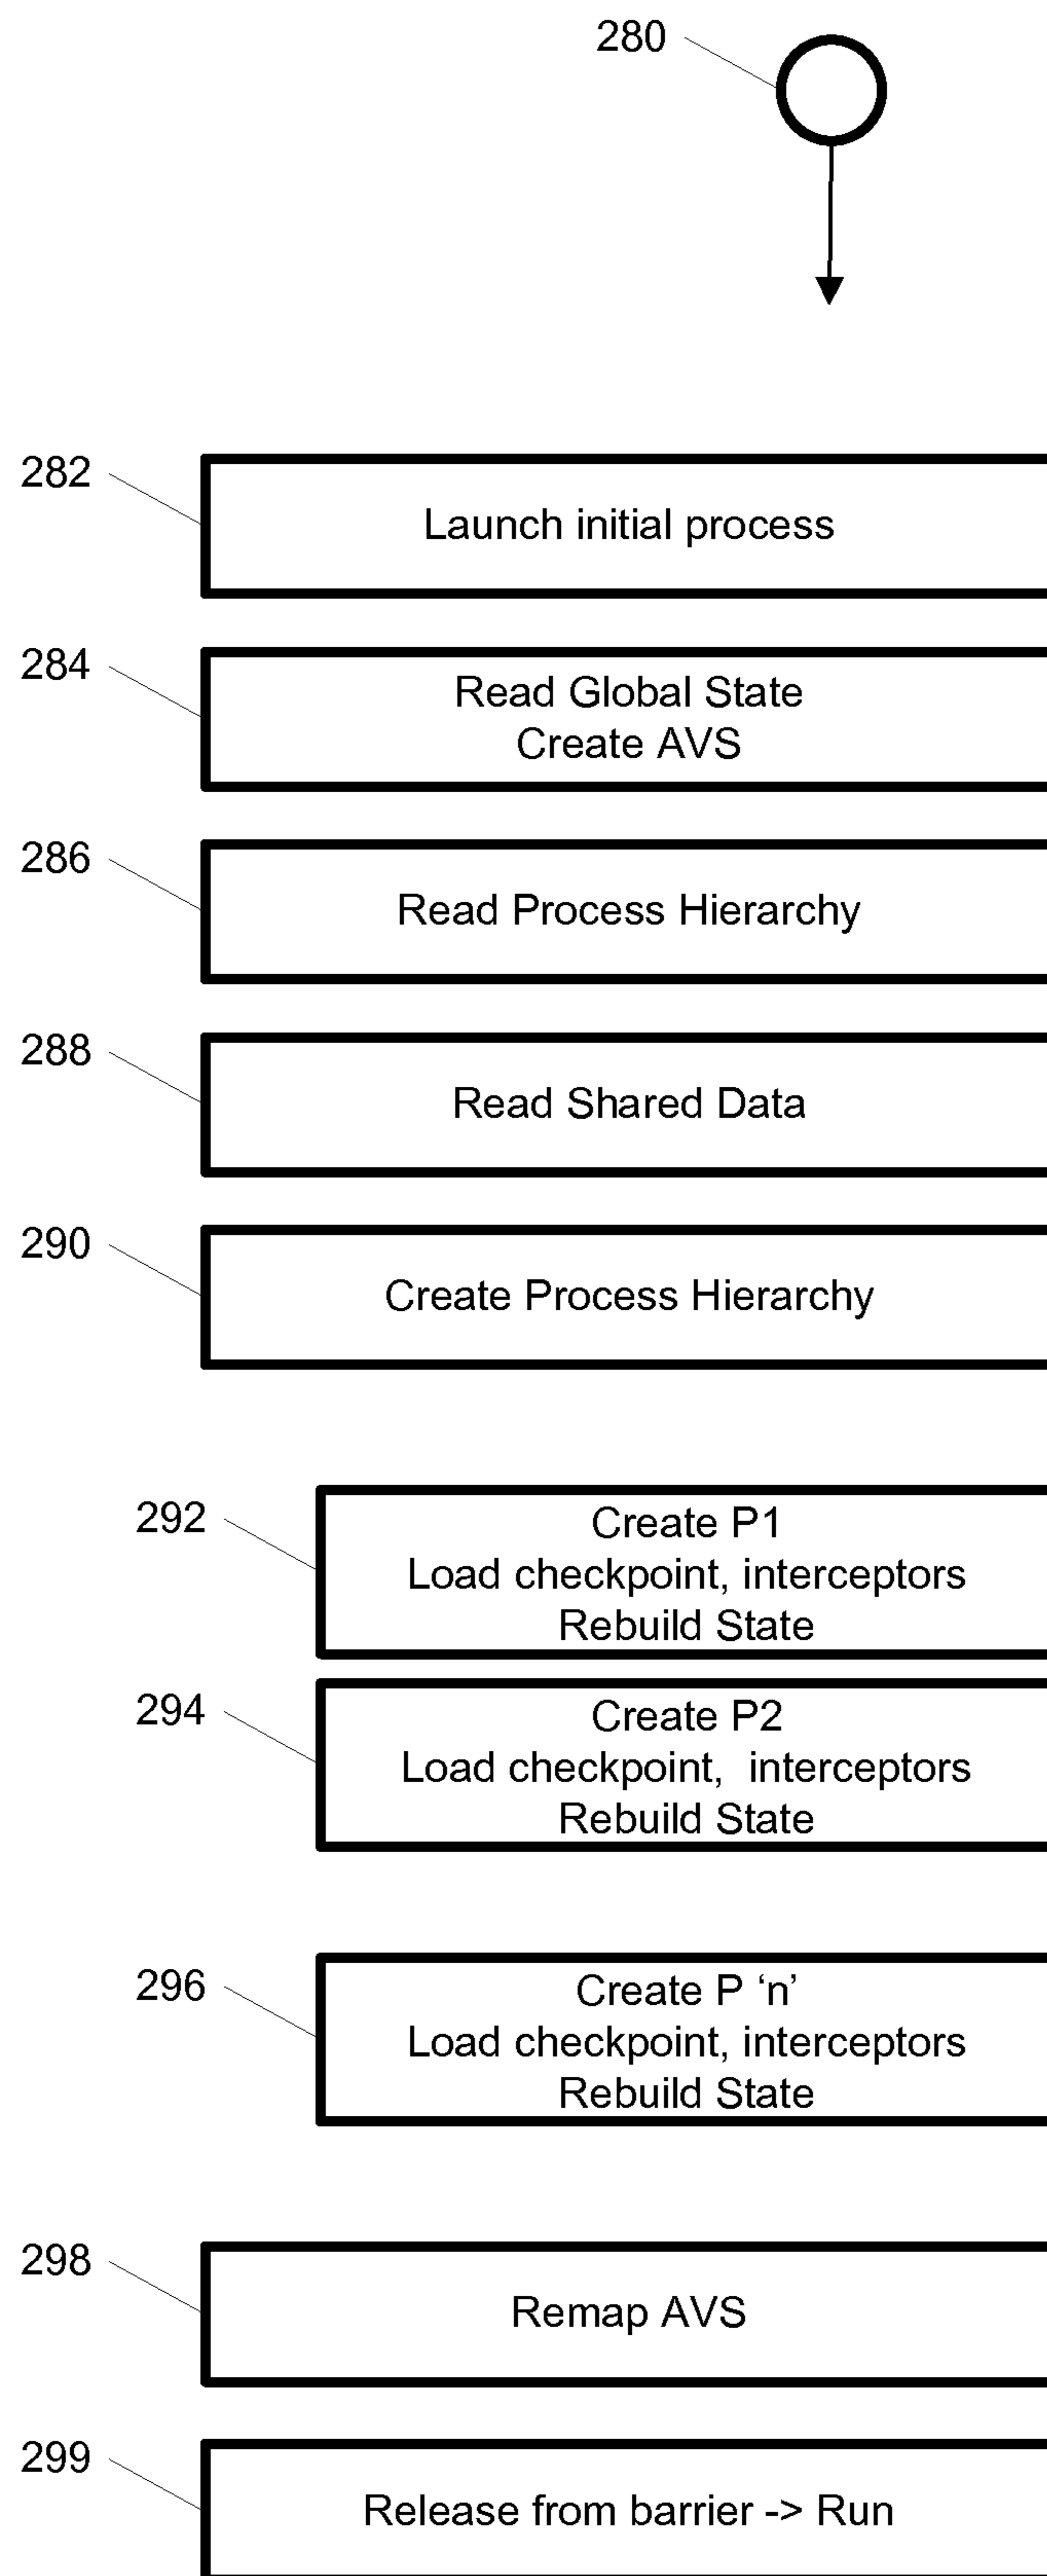 280
282
Launch initial process
284
Read Global State
Create AVS
286
Read Process Hierarchy
288
Read Shared Data
290
Create Process Hierarchy
292
Create P1
Load checkpoint, interceptors
Rebuild State
294
Create P2
Load checkpoint,  interceptors
Rebuild State
296
Create P ‘n’
Load checkpoint, interceptors
Rebuild State
298
Remap AVS
299
Release from barrier -> Run